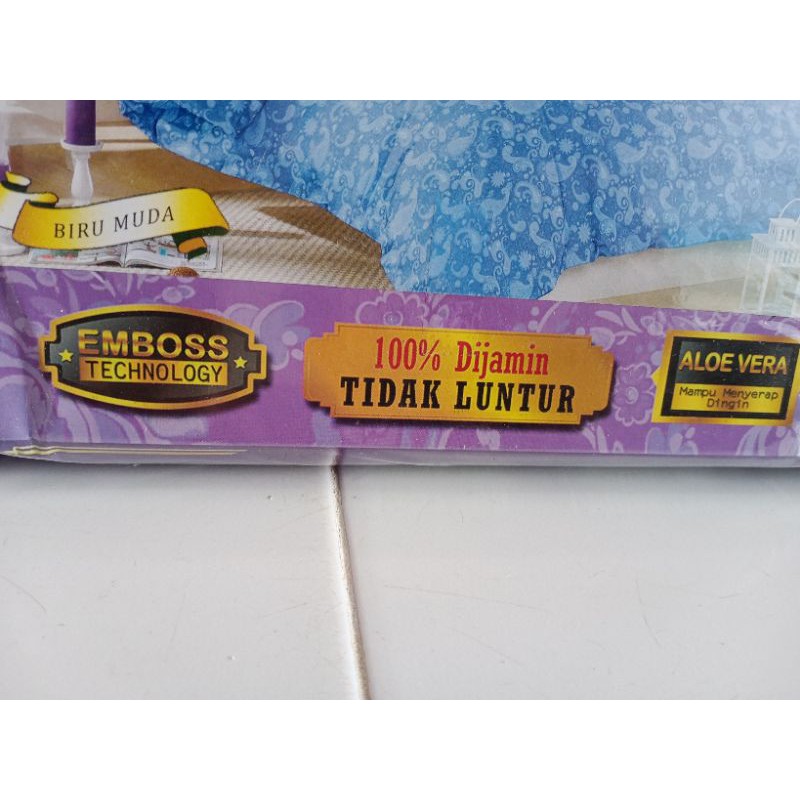 BIRU MUDA
EMBOSS
TECHNOLOGY
100% Dijamin
TIDAK LUNTUR
ALOE VERA
Mampu Menyerap
Dingin